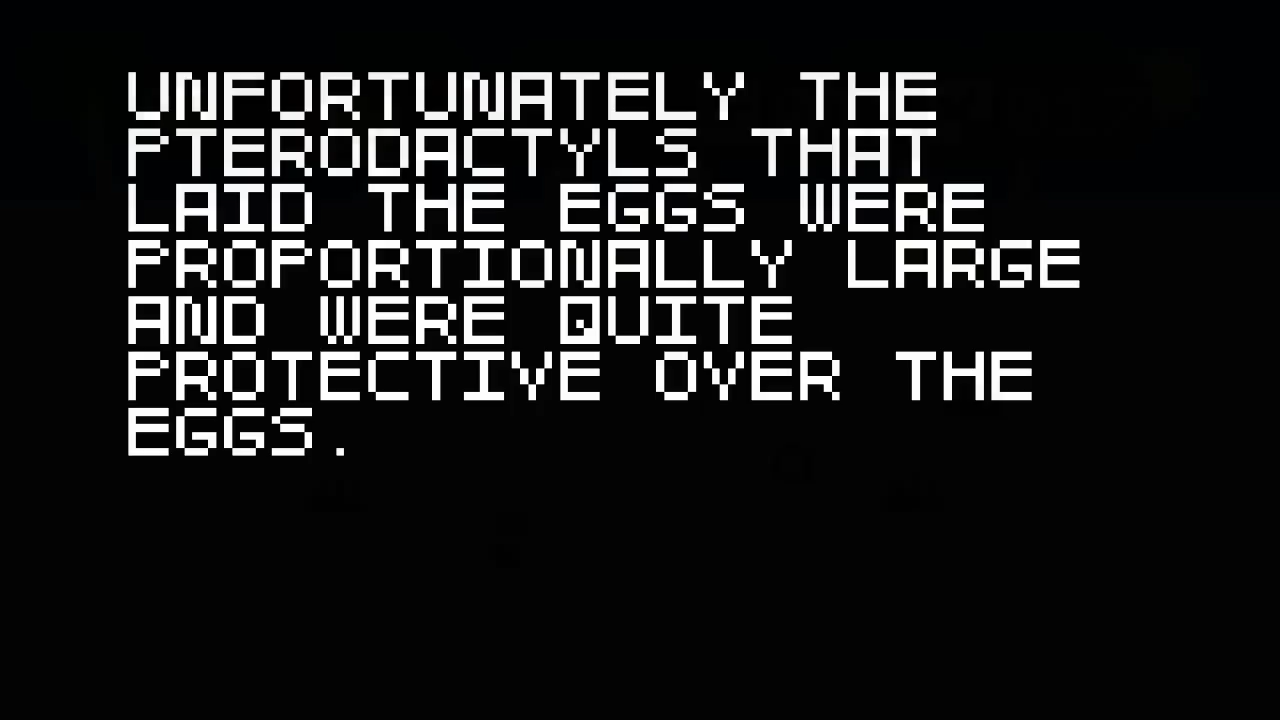 UNFORTUNATELY THE
PTERODACTYLS THAT
LAID THE EGGS WERE
PROPORTIONALLY LARGE
AND WERE QUITE
PROTECTIVE OVER THE
EGGS.